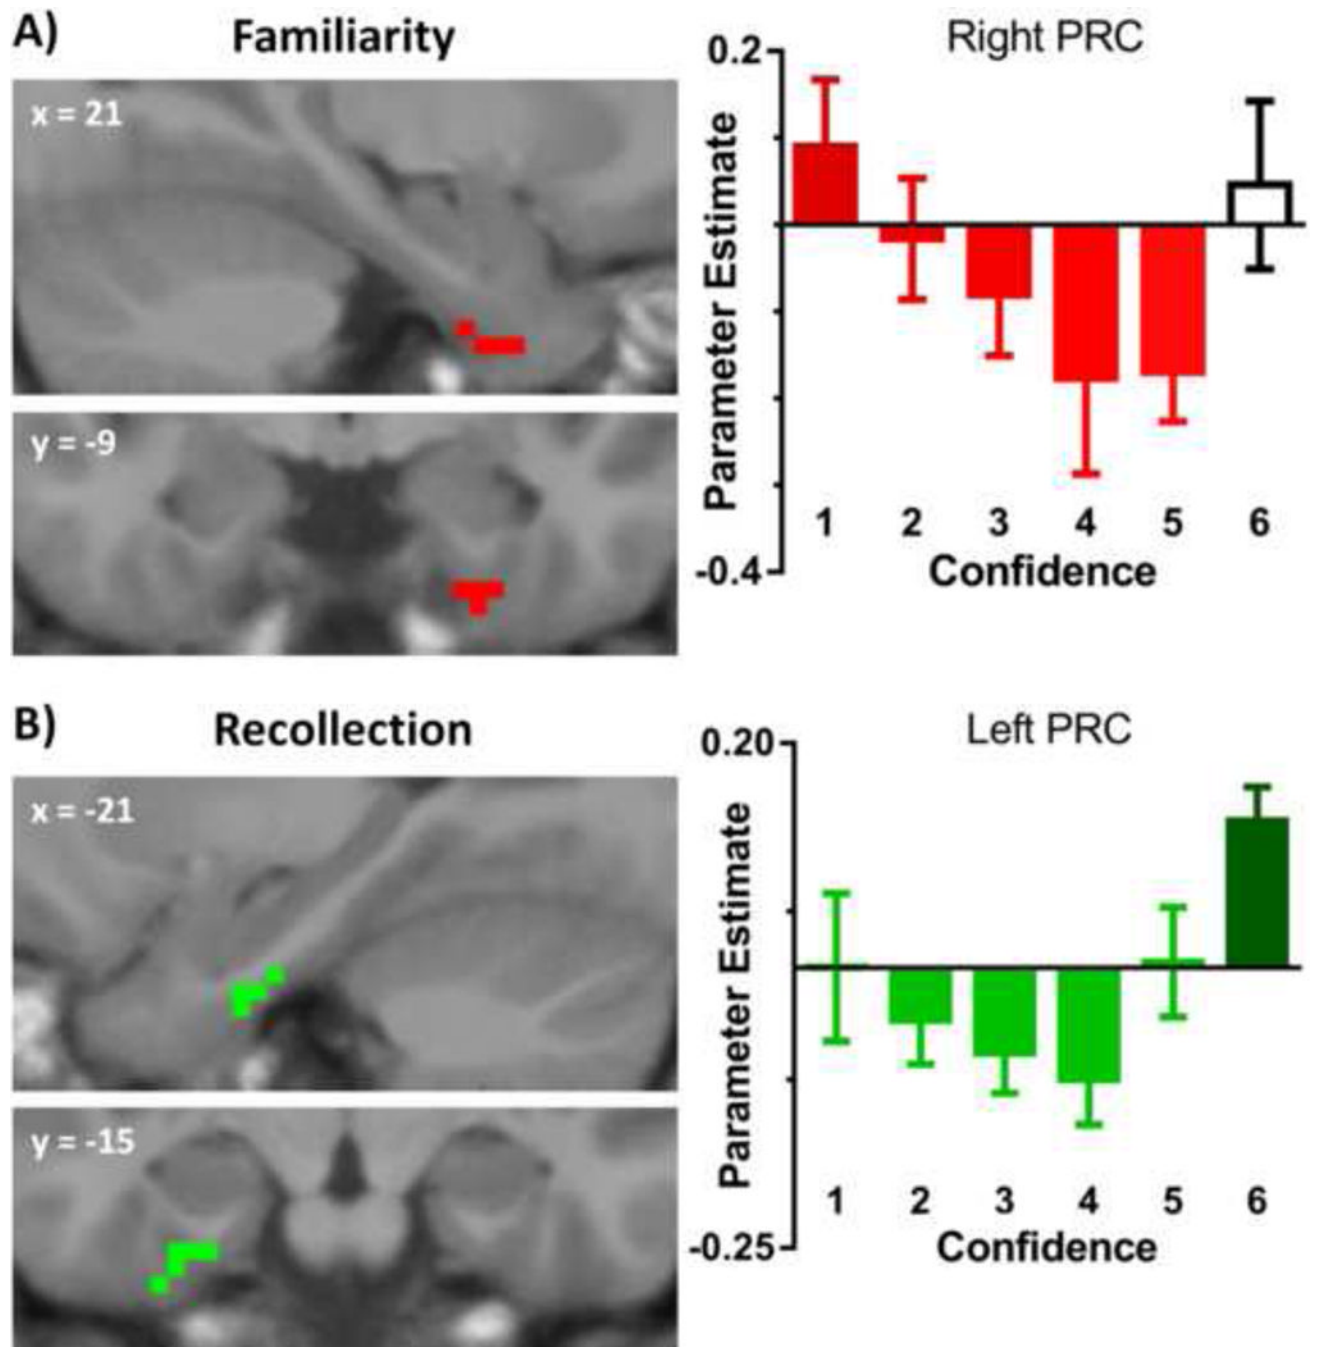 A)
Familiarity
x = 21
y = -9
Right PRC
0.2
Parameter Estimate
-0.4
1 2 3 4 5 6
Confidence
B)
Recollection
x = -21
y = -15
Left PRC
0.20
Parameter Estimate
-0.25
1 2 3 4 5 6
Confidence